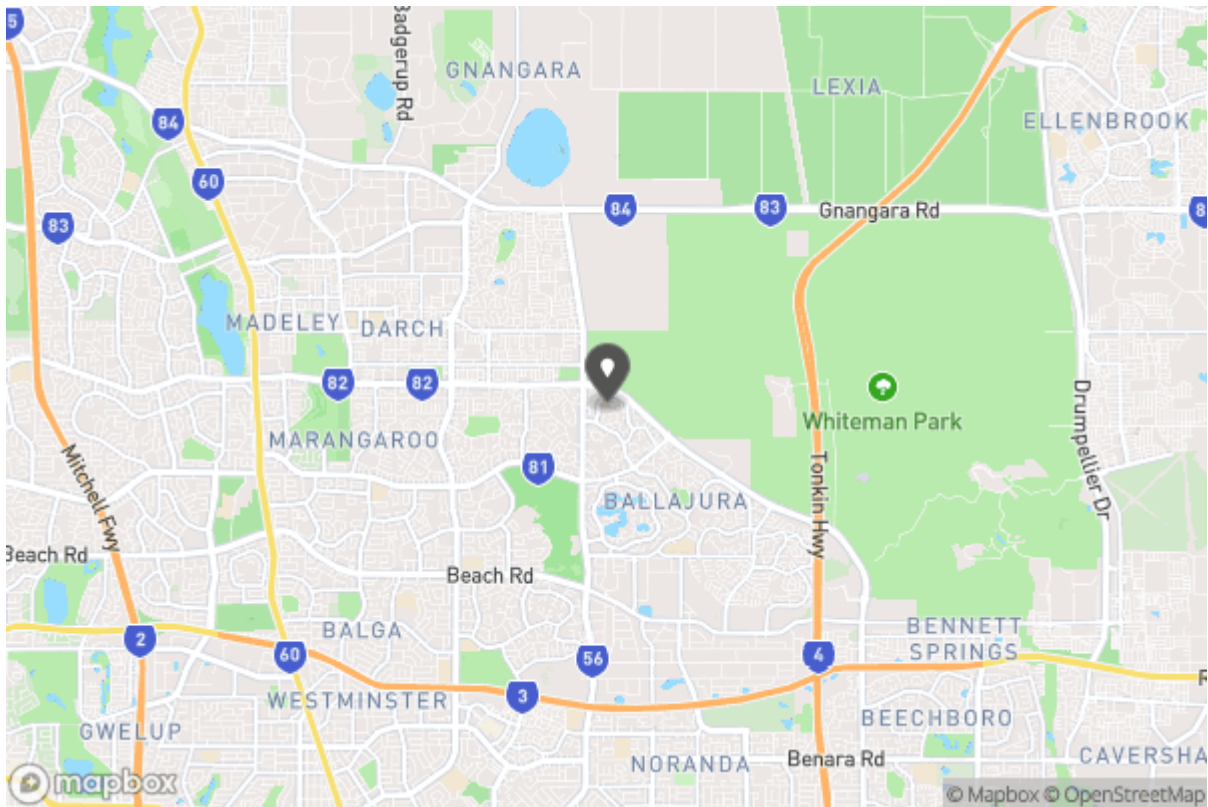 5
Badgerup Rd
GNANGARA
LEXIA
ELLENBROOK
84
60
84
83
Gnangara Rd
83
MADELEY
DARCH
82
82
Whiteman Park
MARANGAROO
81
BALLAJURA
Mitchell Fwy
Tonkin Hwy
Drumpellier Dr
Beach Rd
Beach Rd
BALGA
BENNETT
SPRINGS
2
60
56
4
3
WESTMINSTER
GWELUP
BEECHBORO
NORANDA
Benara Rd
CAVERSHA
mapbox
© Mapbox © OpenStreetMap